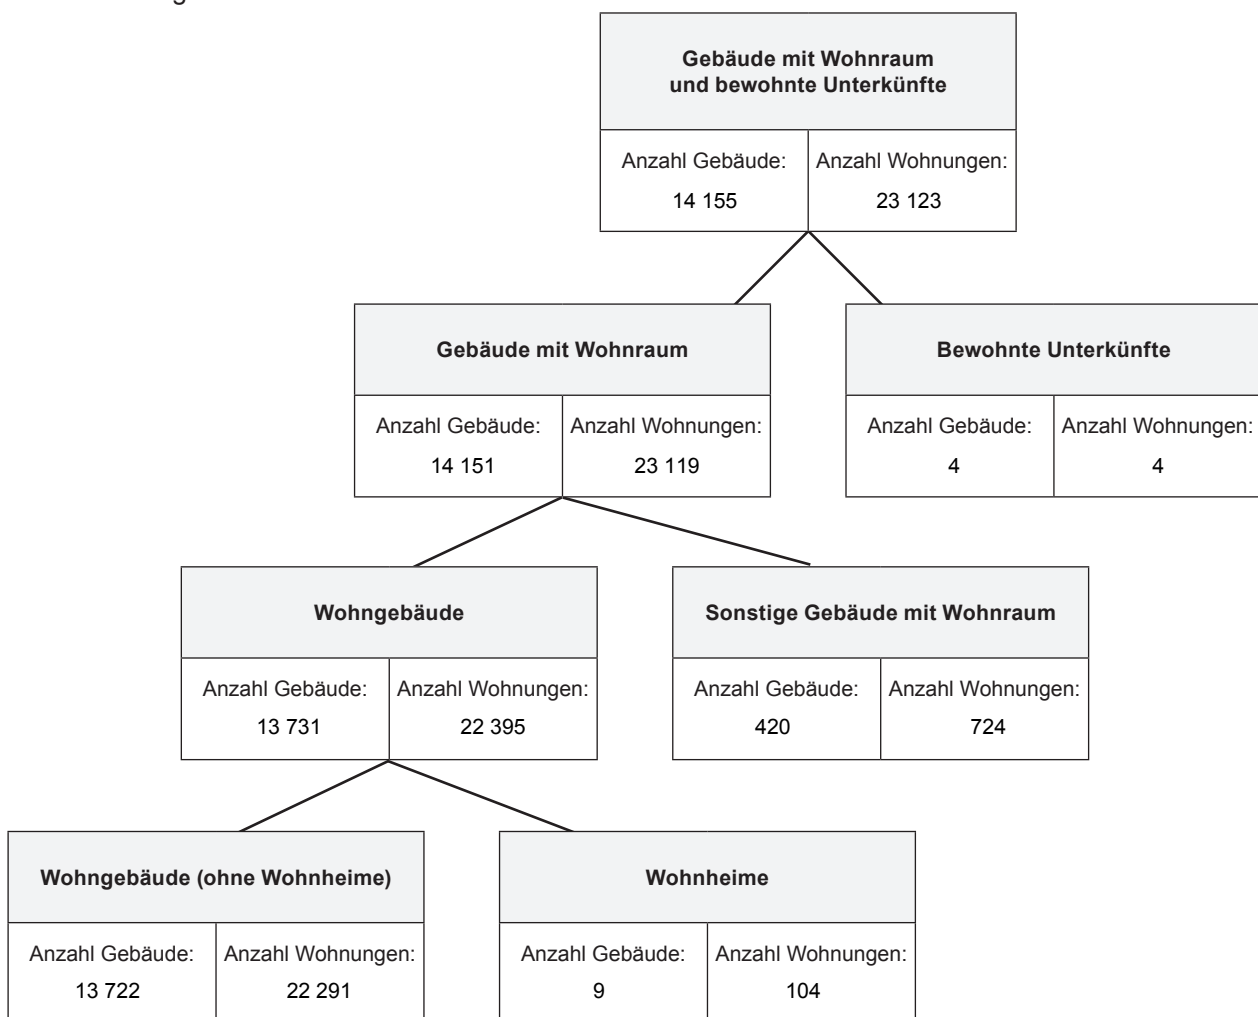 Gebäude mit Wohnraum
und bewohnte Unterkünfte
Anzahl Gebäude:
Anzahl Wohnungen:
14 155
23 123
Gebäude mit Wohnraum
Bewohnte Unterkünfte
Anzahl Gebäude:
Anzahl Wohnungen:
Anzahl Gebäude:
Anzahl Wohnungen:
14 151
23 119
4
4
Wohngebäude
Sonstige Gebäude mit Wohnraum
Anzahl Gebäude:
Anzahl Wohnungen:
Anzahl Gebäude:
Anzahl Wohnungen:
13 731
22 395
420
724
Wohngebäude (ohne Wohnheime)
Wohnheime
Anzahl Gebäude:
Anzahl Wohnungen:
Anzahl Gebäude:
Anzahl Wohnungen:
13 722
22 291
9
104